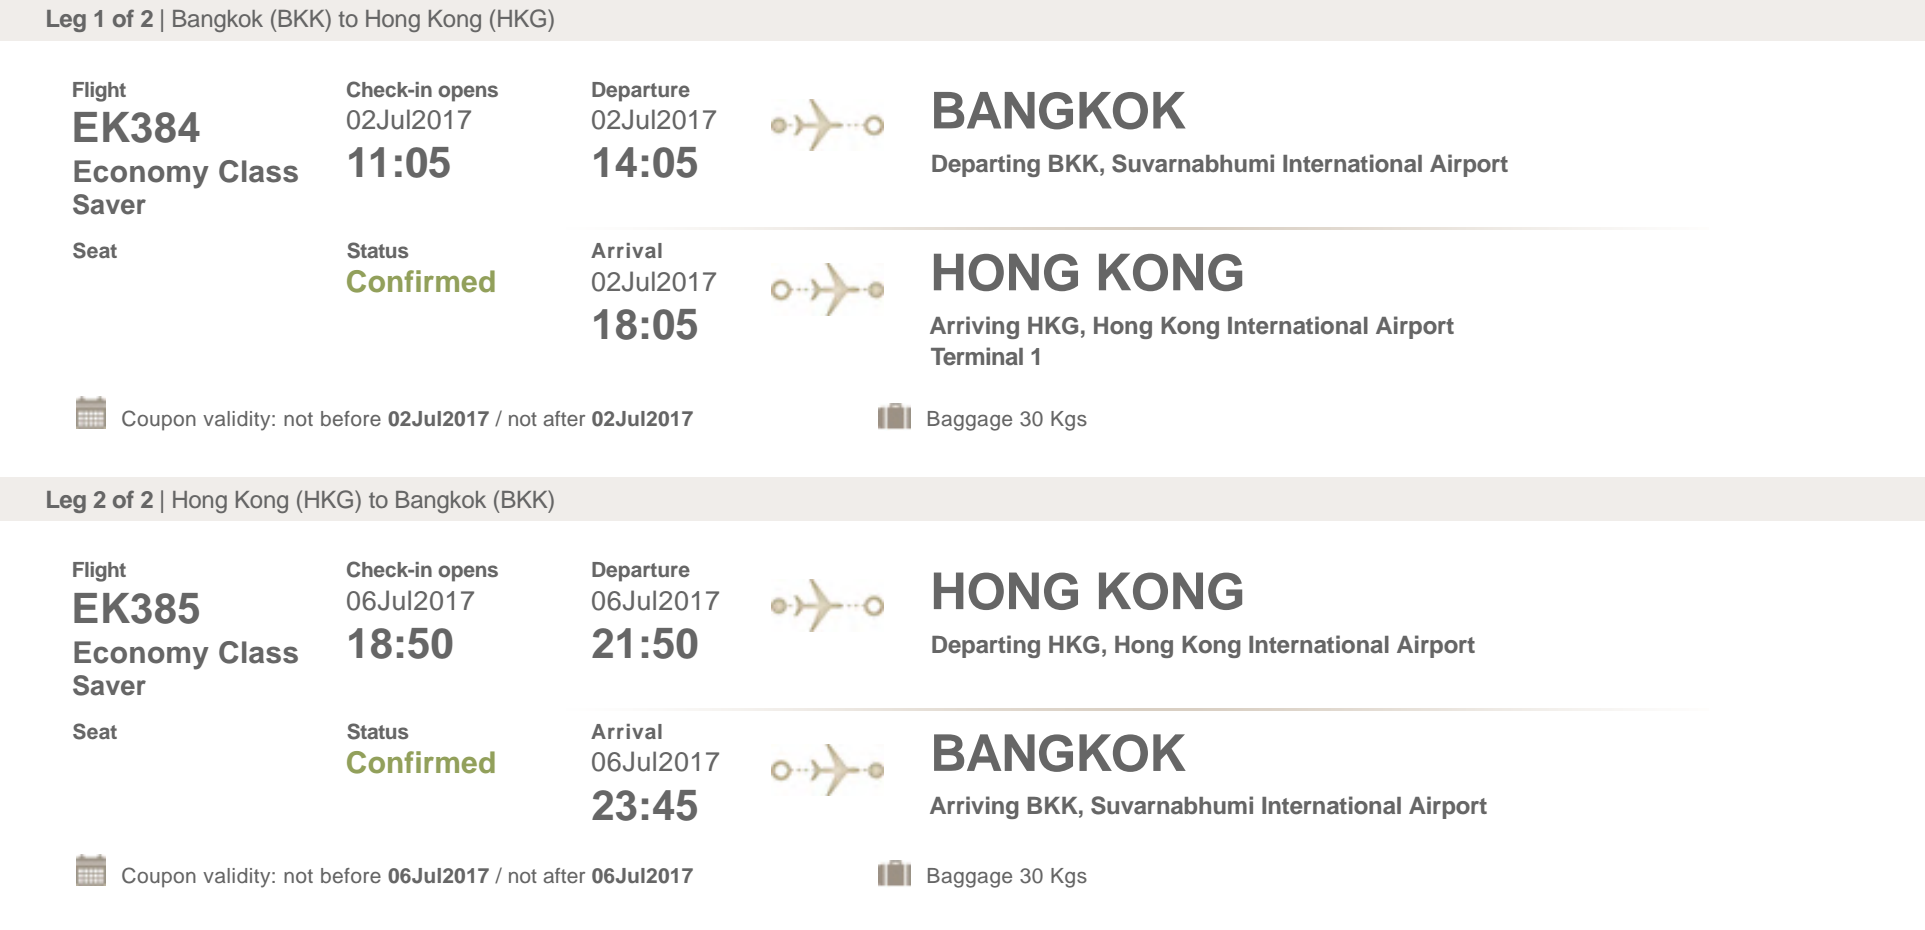 Leg 1 of 2 | Bangkok (BKK) to Hong Kong (HKG)
Flight
EK384
Economy Class
Saver
Check-in opens
02Jul2017
11:05
Departure
02Jul2017
14:05
BANGKOK
Departing BKK, Suvarnabhumi International Airport
Seat
Status
Confirmed
Arrival
02Jul2017
18:05
HONG KONG
Arriving HKG, Hong Kong International Airport
Terminal 1
Coupon validity: not before 02Jul2017 / not after 02Jul2017
Baggage 30 Kgs
Leg 2 of 2 | Hong Kong (HKG) to Bangkok (BKK)
Flight
EK385
Economy Class
Saver
Check-in opens
06Jul2017
18:50
Departure
06Jul2017
21:50
HONG KONG
Departing HKG, Hong Kong International Airport
Seat
Status
Confirmed
Arrival
06Jul2017
23:45
BANGKOK
Arriving BKK, Suvarnabhumi International Airport
Coupon validity: not before 06Jul2017 / not after 06Jul2017
Baggage 30 Kgs